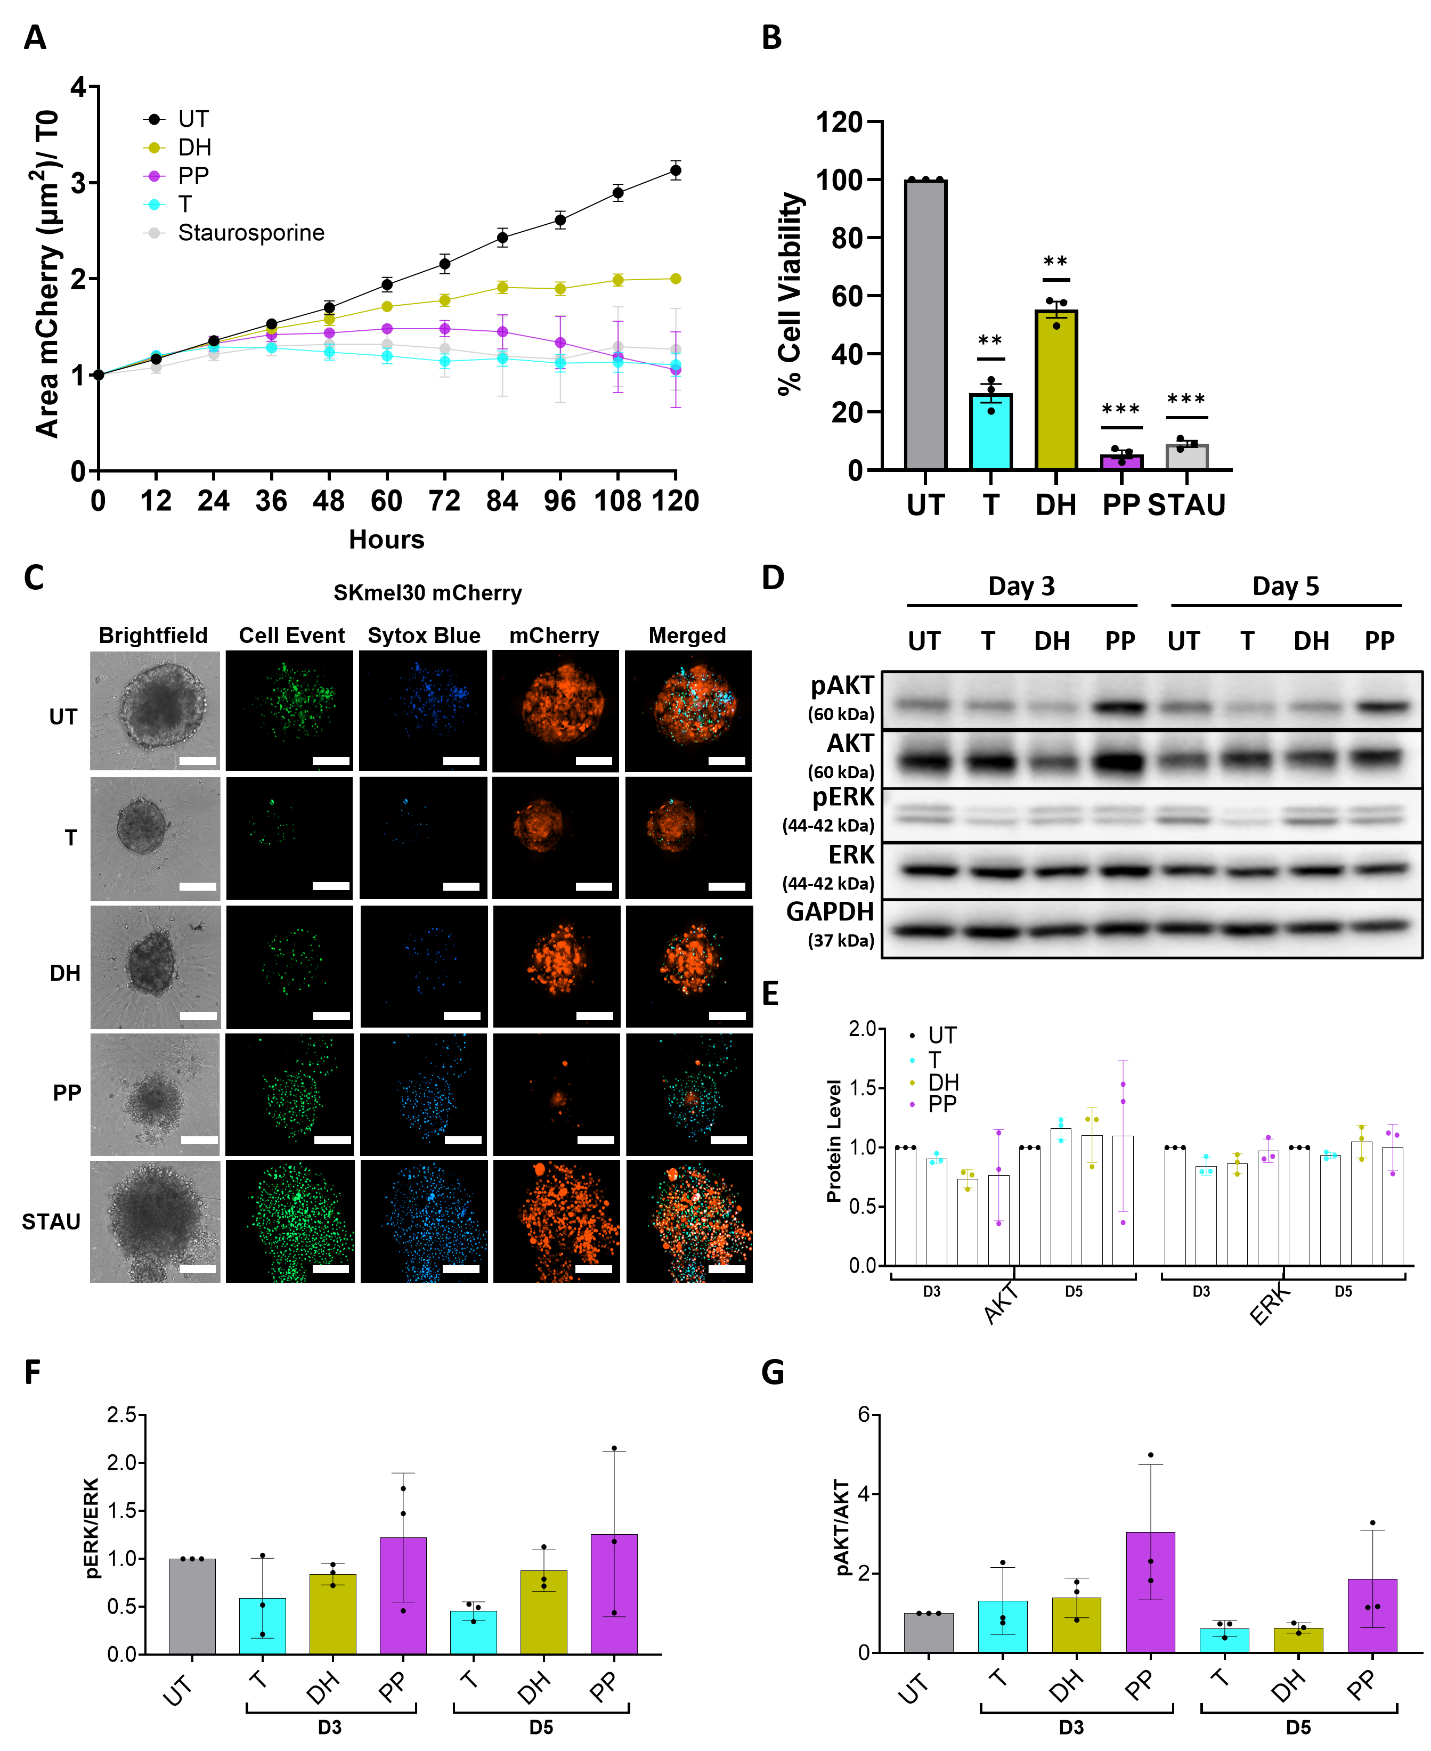 A
Area mCherry (µm²)/ T0
4
3
2
1
0
UT
DH
PP
T
Staurosporine
0 12 24 36 48 60 72 84 96 108 120
Hours
B
% Cell Viability
120
100
80
60
40
20
0
**
**
***
***
UT T DH PP STAU
C
SKmel30 mCherry
Brightfield Cell Event Sytox Blue mCherry Merged
UT
T
DH
PP
STAU
D
Day 3 Day 5
UT T DH PP UT T DH PP
pAKT
(60 kDa)
AKT
(60 kDa)
pERK
(44-42 kDa)
ERK
(44-42 kDa)
GAPDH
(37 kDa)
E
Protein Level
2.0
1.5
1.0
0.5
0.0
UT
T
DH
PP
D3 D5 D3 D5
AKT ERK
F
pERK/ERK
2.5
2.0
1.5
1.0
0.5
0.0
UT T DH PP T DH PP
D3 D5
G
pAKT/AKT
6
4
2
0
UT T DH PP T DH PP
D3 D5